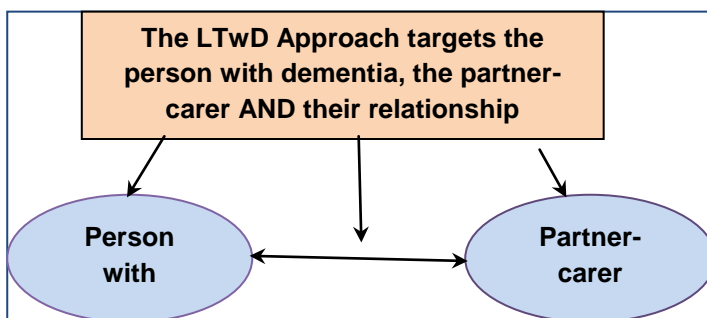 The LTwD Approach targets the
person with dementia, the partner-
carer AND their relationship
Person
with
Partner-
carer